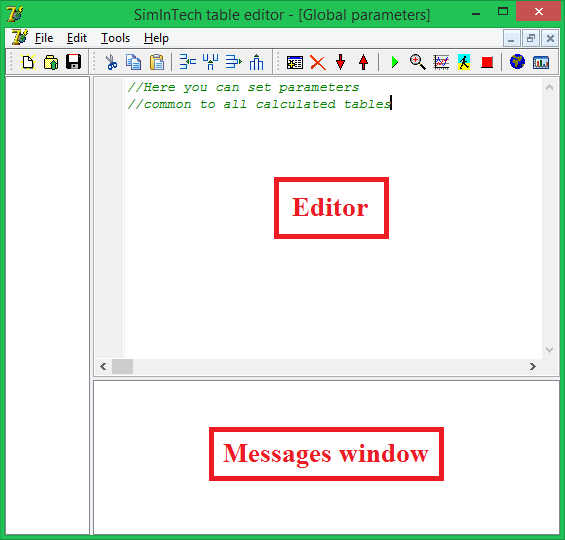 SimInTech table editor - [Global parameters]
File Edit Tools Help
//Here you can set parameters
//common to all calculated tables
Editor
Messages window